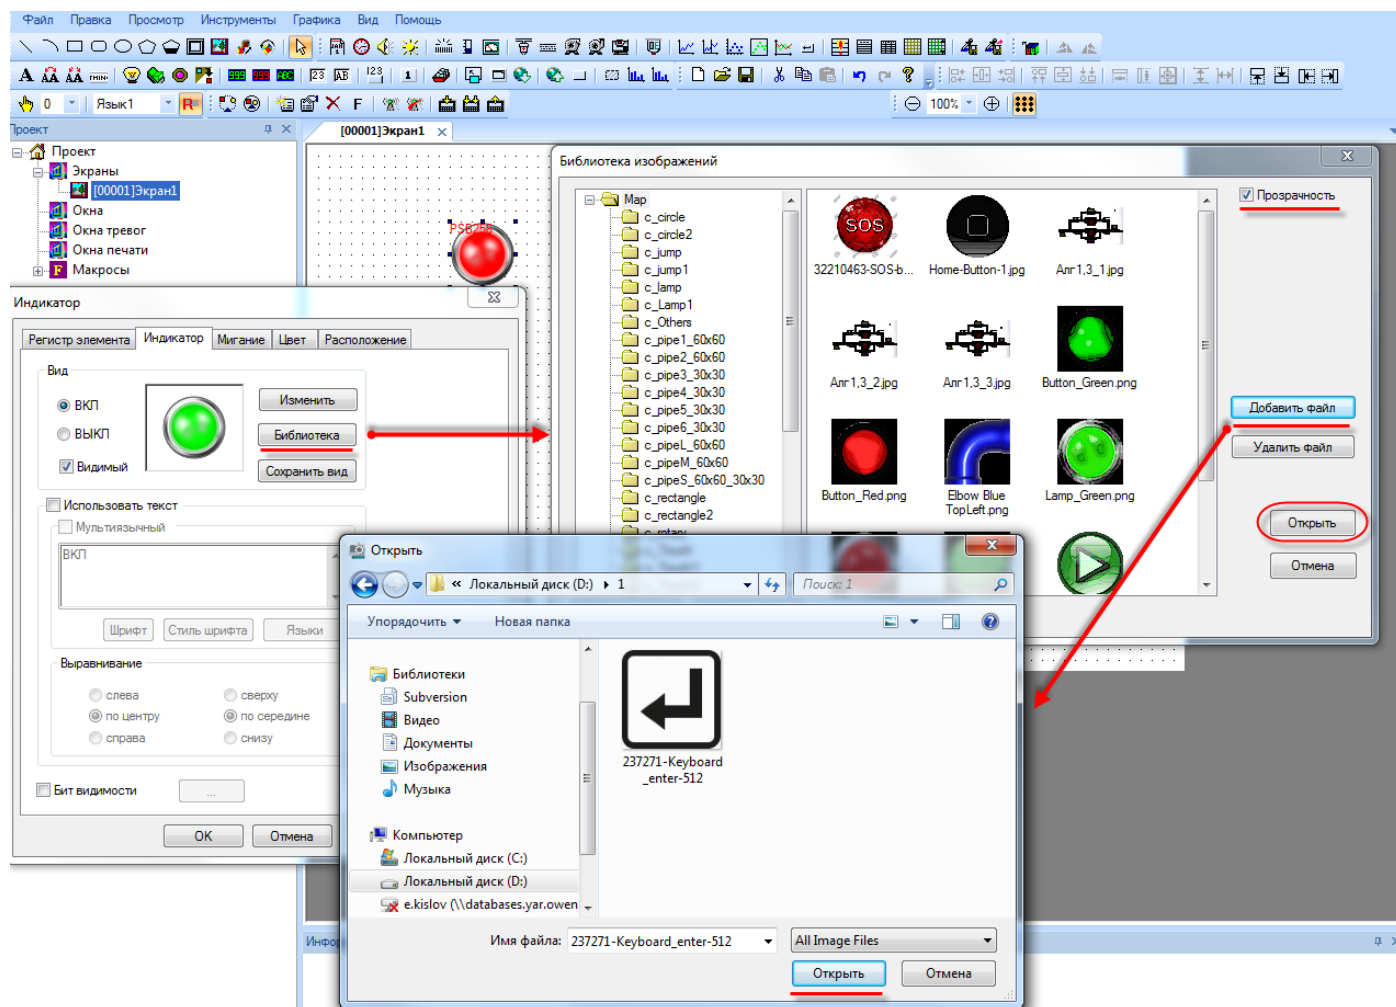 Файл Правка Просмотр Инструменты Графика Вид Помощь
0 Язык1 R F 100%
Проект
[00001]Экран1
Проект
Экраны
[00001]Экран1
Окна
Окна тревог
Окна печати
Макросы
PSB256
Индикатор
Регистр элемента Индикатор Мигание Цвет Расположение
Вид
ВКЛ
ВЫКЛ
Видимый
Изменить
Библиотека
Сохранить вид
Использовать текст
Мультиязычный
ВКЛ
Шрифт Стиль шрифта Языки
Выравнивание
слева сверху
по центру по середине
справа снизу
Бит видимости ...
OK Отмена
Библиотека изображений
Map
c_circle
c_circle2
c_jump
c_jump1
c_lamp
c_Lamp1
c_Others
c_pipe1_60x60
c_pipe2_60x60
c_pipe3_30x30
c_pipe4_30x30
c_pipe5_30x30
c_pipe6_30x30
c_pipeL_60x60
c_pipeM_60x60
c_pipeS_60x60_30x30
c_rectangle
c_rectangle2
c_rotary
SOS
32210463-SOS-b... Home-Button-1.jpg Алг1,3_1.jpg
Алг1,3_2.jpg Алг1,3_3.jpg Button_Green.png
Button_Red.png Elbow Blue TopLeft.png Lamp_Green.png
Прозрачность
Добавить файл
Удалить файл
Открыть
Отмена
Открыть
« Локальный диск (D:) 1 Поиск: 1
Упорядочить Новая папка
Библиотеки
Subversion
Видео
Документы
Изображения
Музыка
Компьютер
Локальный диск (C:)
Локальный диск (D:)
e.kislov (\\databases.yar.owen
237271-Keyboard
_enter-512
Имя файла: 237271-Keyboard_enter-512 All Image Files
Открыть Отмена